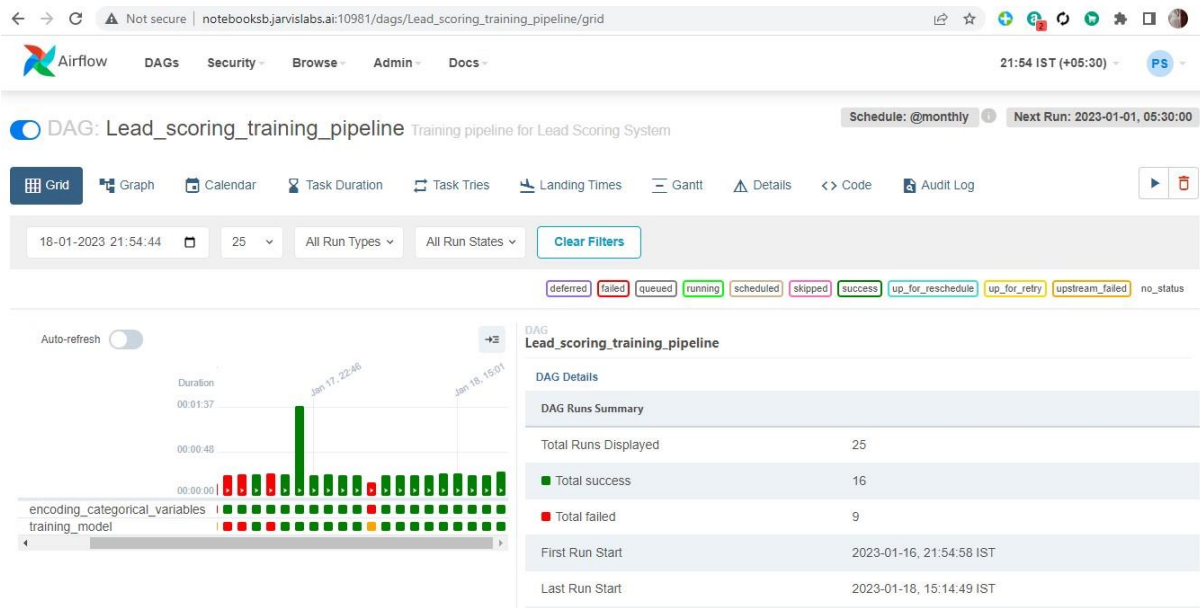 Not secure | notebooksb.jarvislabs.ai:10981/dags/Lead_scoring_training_pipeline/grid
2
Airflow DAGs Security Browse Admin Docs 21:54 IST (+05:30) PS
DAG: Lead_scoring_training_pipeline Training pipeline for Lead Scoring System
Schedule: @monthly i Next Run: 2023-01-01, 05:30:00
Grid Graph Calendar Task Duration Task Tries Landing Times Gantt Details <> Code Audit Log
18-01-2023 21:54:44 25 All Run Types All Run States Clear Filters
deferred failed queued running scheduled skipped success up_for_reschedule up_for_retry upstream_failed no_status
Auto-refresh
Duration
Jan 17, 22:46
Jan 18, 15:01
00:01:37
00:00:48
00:00:00
encoding_categorical_variables
training_model
DAG
Lead_scoring_training_pipeline
DAG Details
DAG Runs Summary
Total Runs Displayed 25
Total success 16
Total failed 9
First Run Start 2023-01-16, 21:54:58 IST
Last Run Start 2023-01-18, 15:14:49 IST